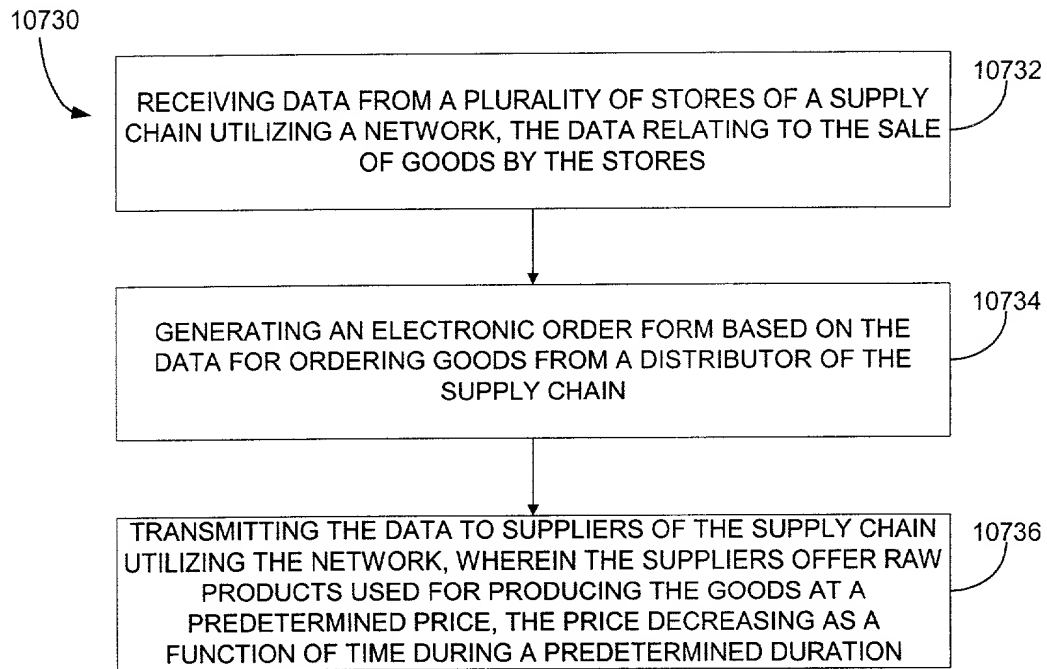 10730
RECEIVING DATA FROM A PLURALITY OF STORES OF A SUPPLY
CHAIN UTILIZING A NETWORK, THE DATA RELATING TO THE SALE
OF GOODS BY THE STORES
10732
GENERATING AN ELECTRONIC ORDER FORM BASED ON THE
DATA FOR ORDERING GOODS FROM A DISTRIBUTOR OF THE
SUPPLY CHAIN
10734
TRANSMITTING THE DATA TO SUPPLIERS OF THE SUPPLY CHAIN
UTILIZING THE NETWORK, WHEREIN THE SUPPLIERS OFFER RAW
PRODUCTS USED FOR PRODUCING THE GOODS AT A
PREDETERMINED PRICE, THE PRICE DECREASING AS A
FUNCTION OF TIME DURING A PREDETERMINED DURATION
10736